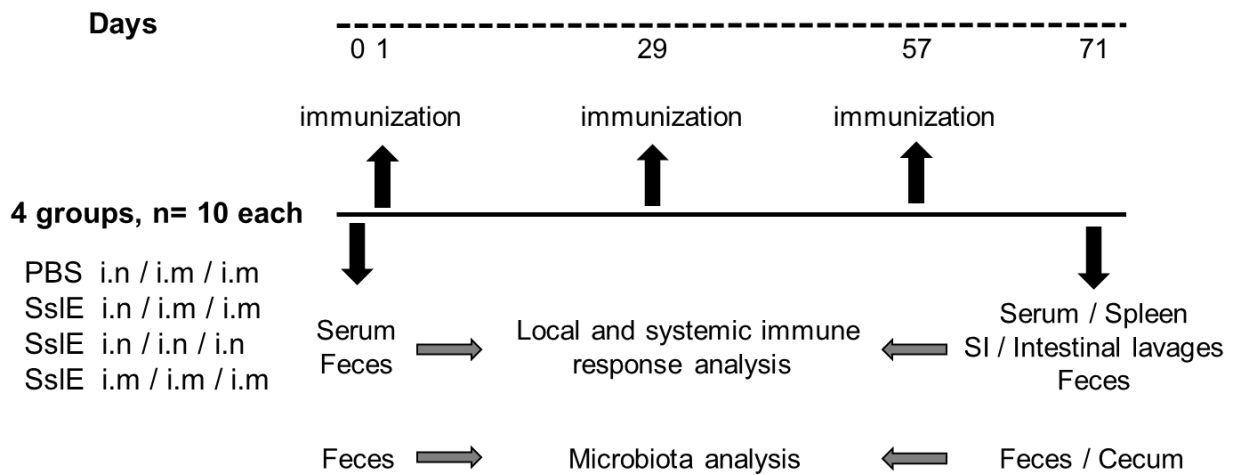 Days
0 1 29 57 71
immunization immunization immunization
4 groups, n= 10 each
PBS i.n / i.m / i.m
SslE i.n / i.m / i.m
SslE i.n / i.n / i.n
SslE i.m / i.m / i.m
Serum
Feces
Local and systemic immune
response analysis
Serum / Spleen
SI / Intestinal lavages
Feces
Feces Microbiota analysis Feces / Cecum